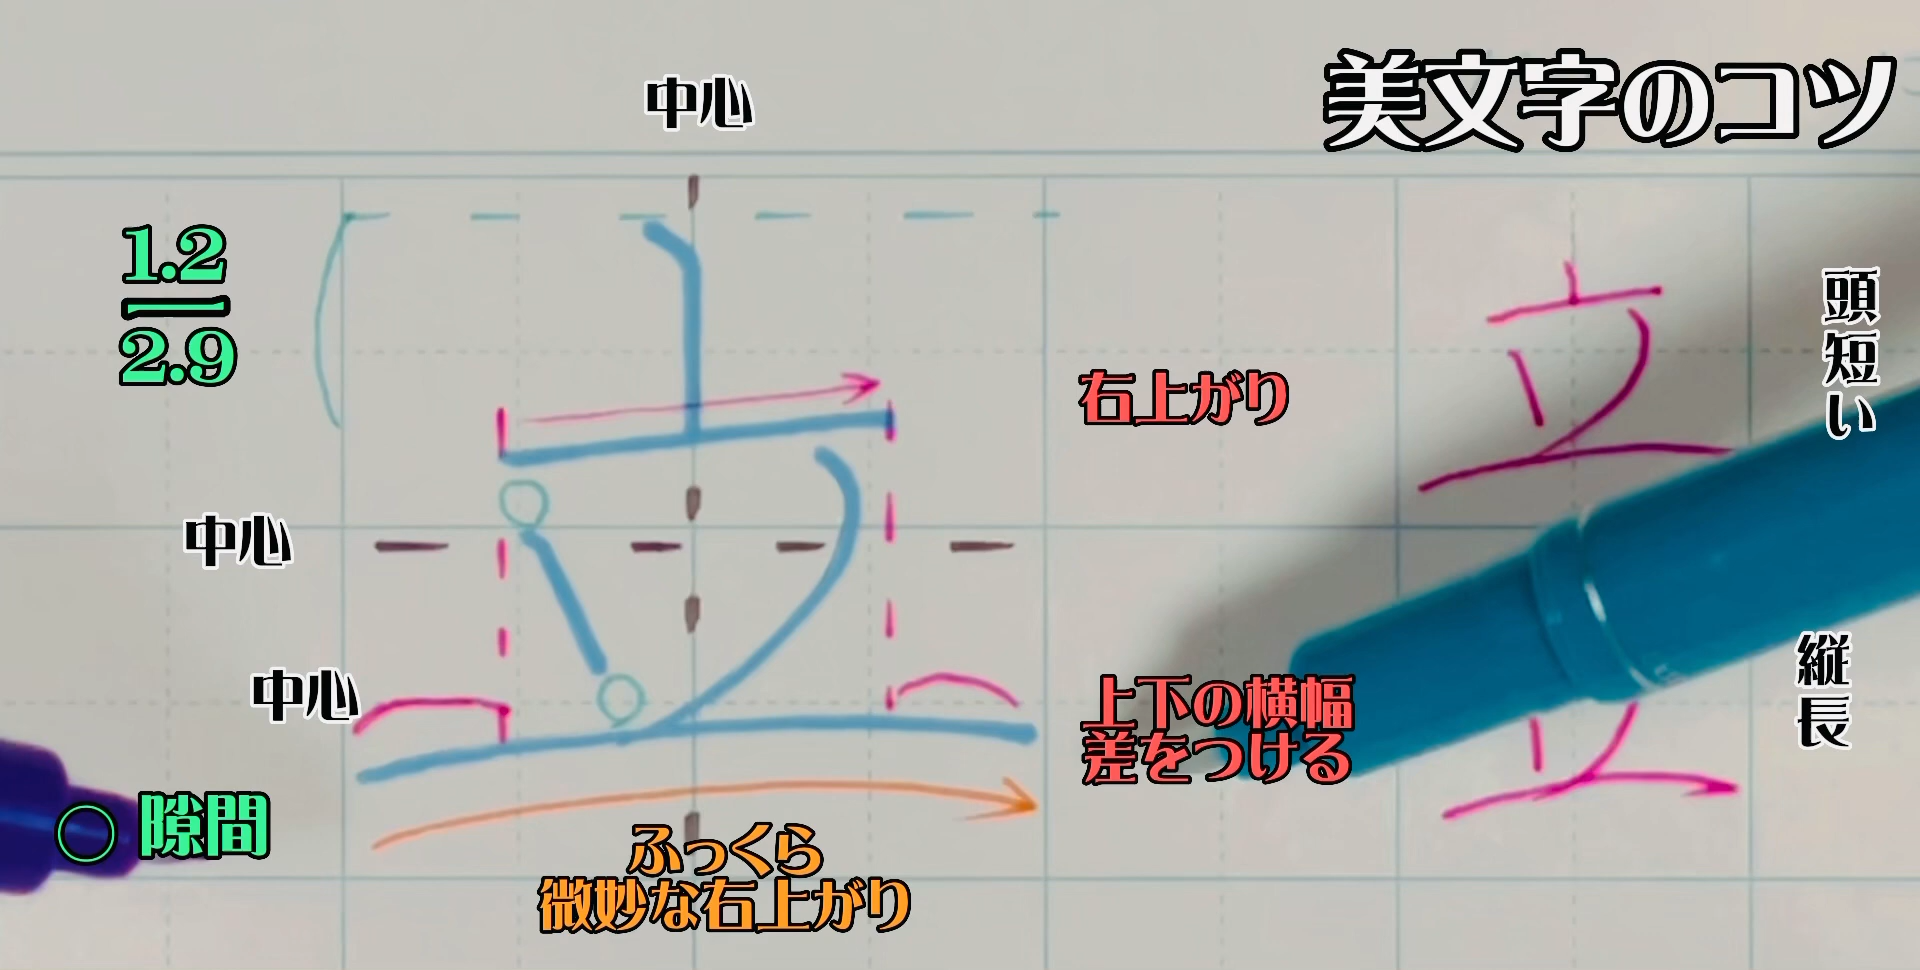 美文字のコツ
中心
1.2
2.9
頭短い
右上がり
中心
中心
上下の横幅
差をつける
縦長
○隙間
ふっくら
微妙な右上がり
立
立